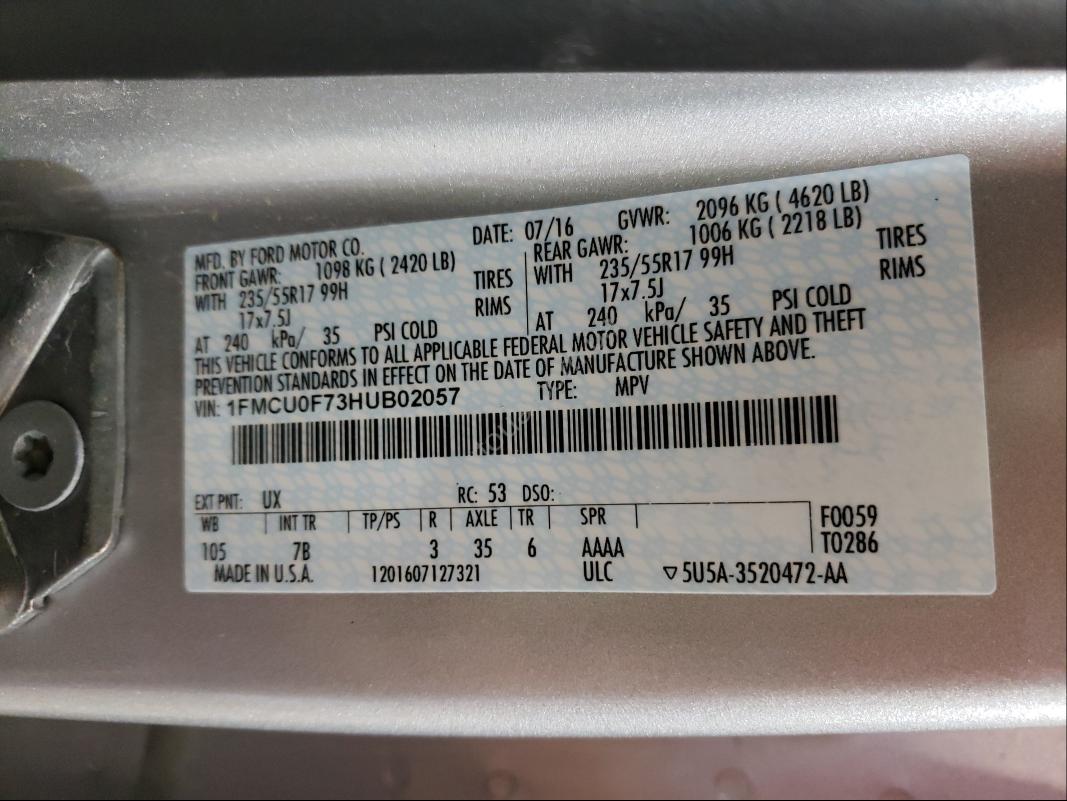 MFD. BY FORD MOTOR CO. DATE: 07/16 GVWR: 2096 KG ( 4620 LB)
FRONT GAWR: 1098 KG ( 2420 LB) REAR GAWR: 1006 KG ( 2218 LB)
WITH 235/55R17 99H TIRES WITH 235/55R17 99H TIRES
17x7.5J RIMS 17x7.5J RIMS
AT 240 kPa/ 35 PSI COLD AT 240 kPa/ 35 PSI COLD
THIS VEHICLE CONFORMS TO ALL APPLICABLE FEDERAL MOTOR VEHICLE SAFETY AND THEFT
PREVENTION STANDARDS IN EFFECT ON THE DATE OF MANUFACTURE SHOWN ABOVE.
VIN: 1FMCU0F73HUB02057 TYPE: MPV
EXT PNT: UX RC: 53 DSO:
WB INT TR TP/PS R AXLE TR SPR F0059
105 7B 3 35 6 AAAA T0286
MADE IN U.S.A. 1201607127321 ULC ▽5U5A-3520472-AA